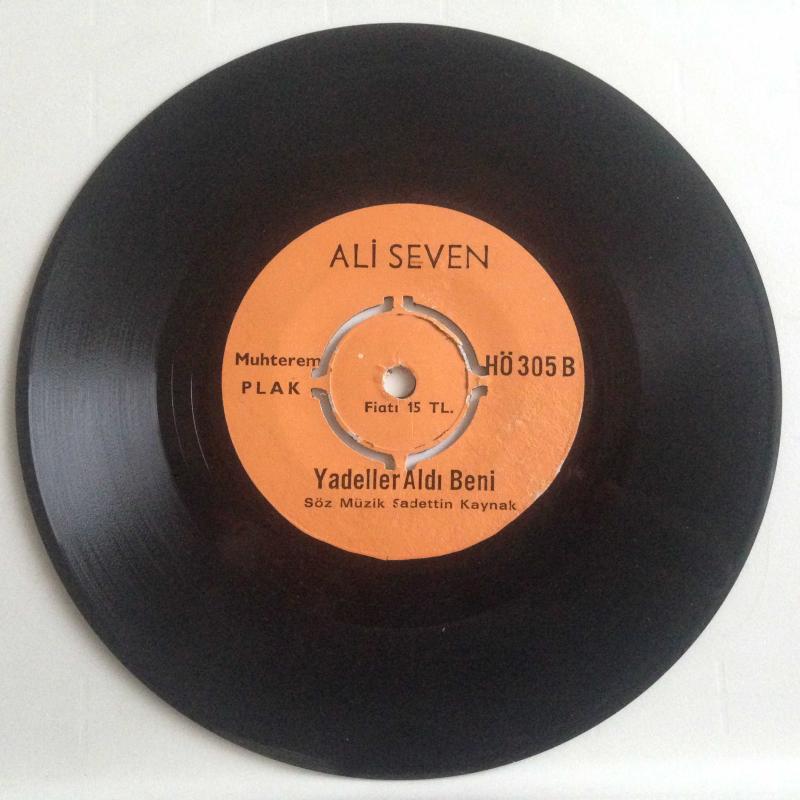 ALİ SEVEN
Muhterem
PLAK
HÖ 305 B
Fiatı 15 TL.
Yadeller Aldı Beni
Söz Müzik Sadettin Kaynak